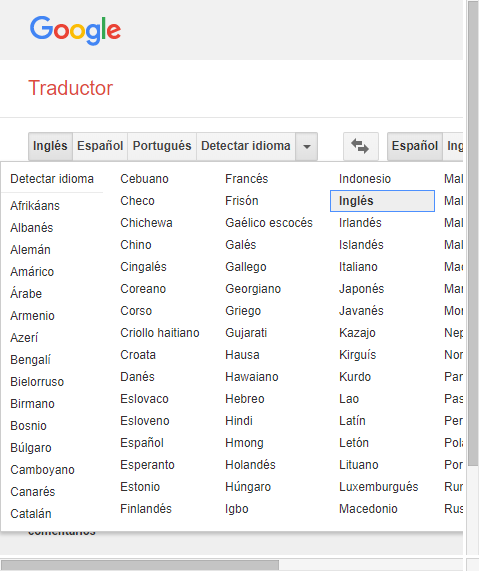 Google
Traductor
Inglés Español Portugués Detectar idioma Español Ing
Detectar idioma
Afrikáans
Albanés
Alemán
Amárico
Árabe
Armenio
Azerí
Bengalí
Bielorruso
Birmano
Bosnio
Búlgaro
Camboyano
Canarés
Catalán
Cebuano
Checo
Chichewa
Chino
Cingalés
Coreano
Corso
Criollo haitiano
Croata
Danés
Eslovaco
Esloveno
Español
Esperanto
Estonio
Finlandés
Francés
Frisón
Gaélico escocés
Galés
Gallego
Georgiano
Griego
Gujarati
Hausa
Hawaiano
Hebreo
Hindi
Hmong
Holandés
Húngaro
Igbo
Indonesio
Inglés
Irlandés
Islandés
Italiano
Japonés
Javanés
Kazajo
Kirguís
Kurdo
Lao
Latín
Letón
Lituano
Luxemburgués
Macedonio
Mal
Mal
Mal
Mal
Mac
Mar
Mor
Nep
Nor
Par
Pas
Per
Pola
Por
Run
Rus
comentarios